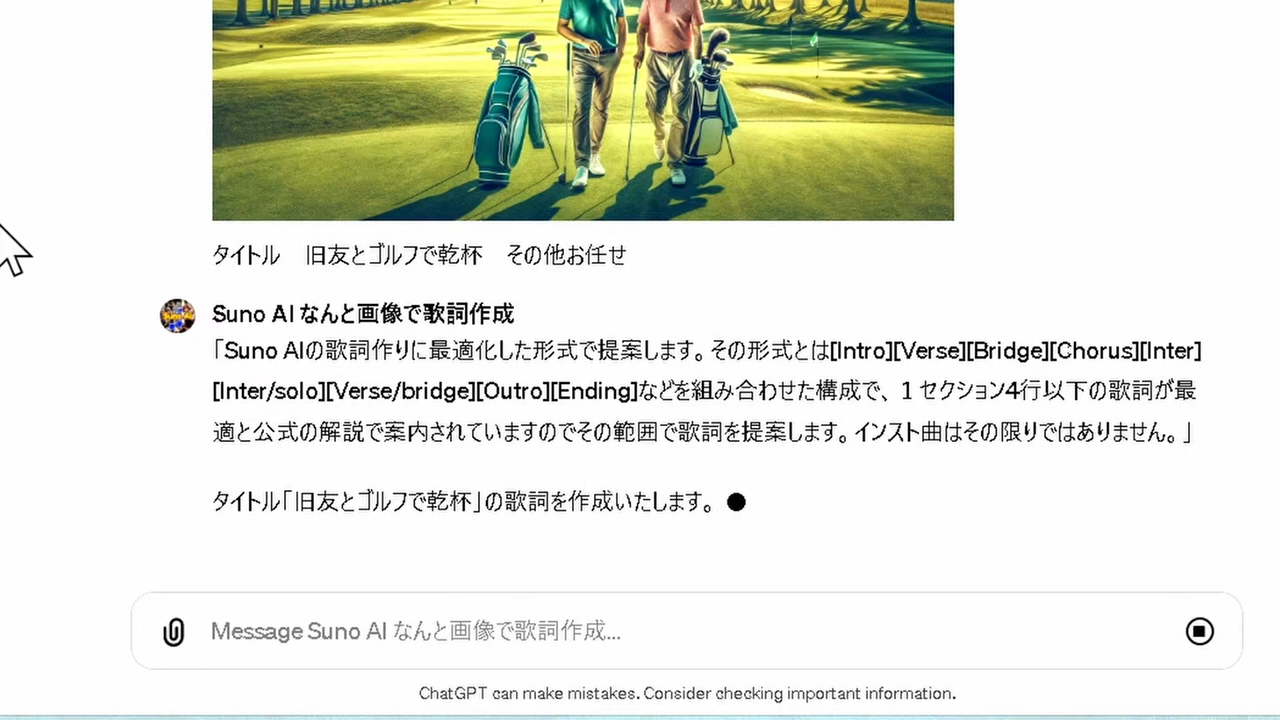 タイトル　旧友とゴルフで乾杯　その他お任せ
Suno AI なんと画像で歌詞作成
「Suno AIの歌詞作りに最適化した形式で提案します。その形式とは[Intro][Verse][Bridge][Chorus][Inter]
[Inter/solo][Verse/bridge][Outro][Ending]などを組み合わせた構成で、1 セクション4行以下の歌詞が最
適と公式の解説で案内されていますのでその範囲で歌詞を提案します。インスト曲はその限りではありません。」
タイトル「旧友とゴルフで乾杯」の歌詞を作成いたします。
Message Suno AI なんと画像で歌詞作成...
ChatGPT can make mistakes. Consider checking important information.